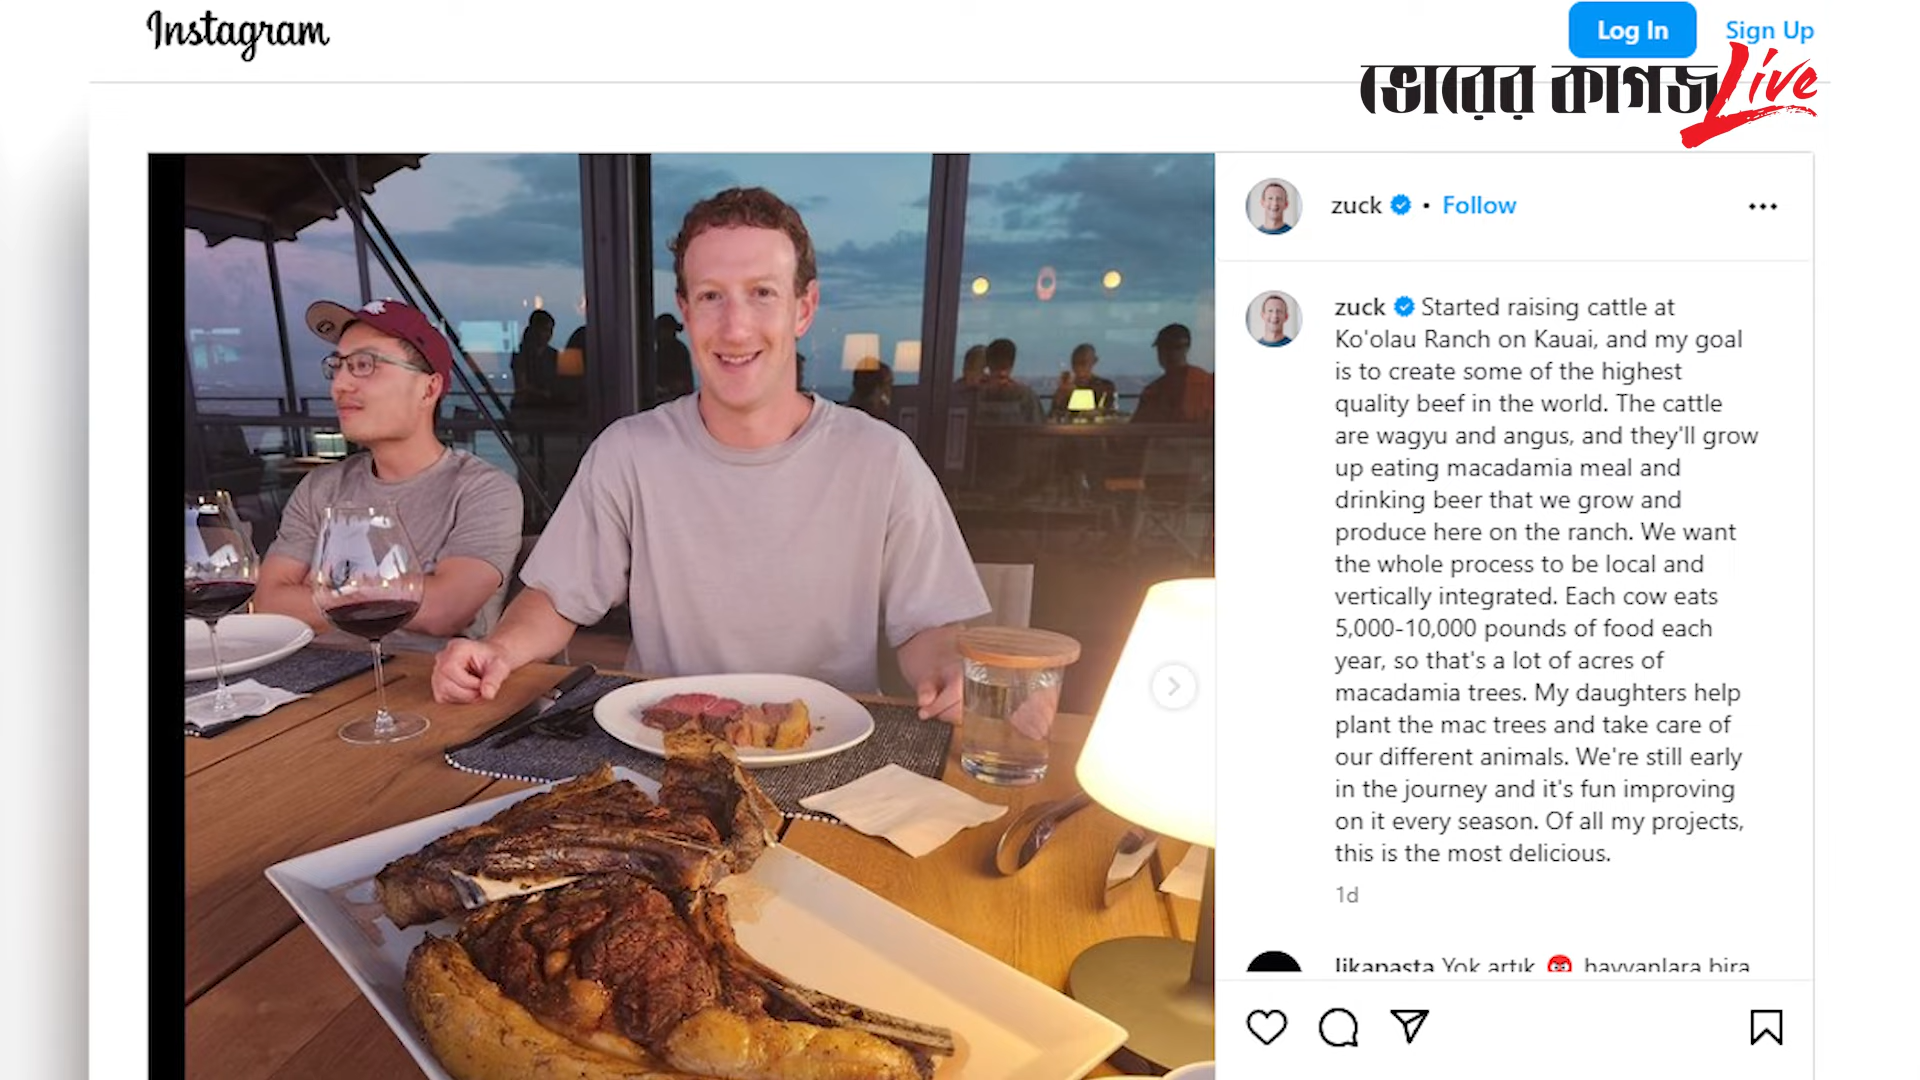 Instagram
Log In
Sign Up
ভোরের কাগজ Live
zuck • Follow
zuck Started raising cattle at
Ko'olau Ranch on Kauai, and my goal
is to create some of the highest
quality beef in the world. The cattle
are wagyu and angus, and they'll grow
up eating macadamia meal and
drinking beer that we grow and
produce here on the ranch. We want
the whole process to be local and
vertically integrated. Each cow eats
5,000-10,000 pounds of food each
year, so that's a lot of acres of
macadamia trees. My daughters help
plant the mac trees and take care of
our different animals. We're still early
in the journey and it's fun improving
on it every season. Of all my projects,
this is the most delicious.
1d
likapasta Yok artık hayvanlara bira